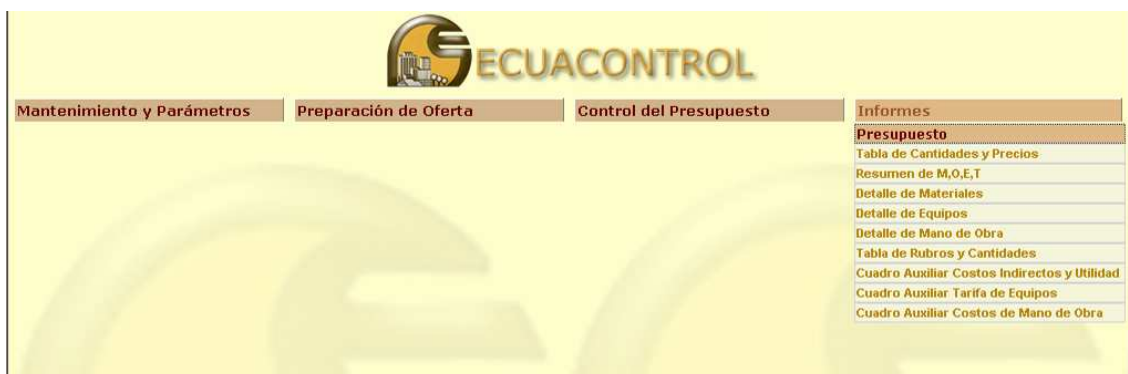 ECUACONTROL
Mantenimiento y Parámetros
Preparación de Oferta
Control del Presupuesto
Informes
Presupuesto
Tabla de Cantidades y Precios
Resumen de M,O,E,T
Detalle de Materiales
Detalle de Equipos
Detalle de Mano de Obra
Tabla de Rubros y Cantidades
Cuadro Auxiliar Costos Indirectos y Utilidad
Cuadro Auxiliar Tarifa de Equipos
Cuadro Auxiliar Costos de Mano de Obra